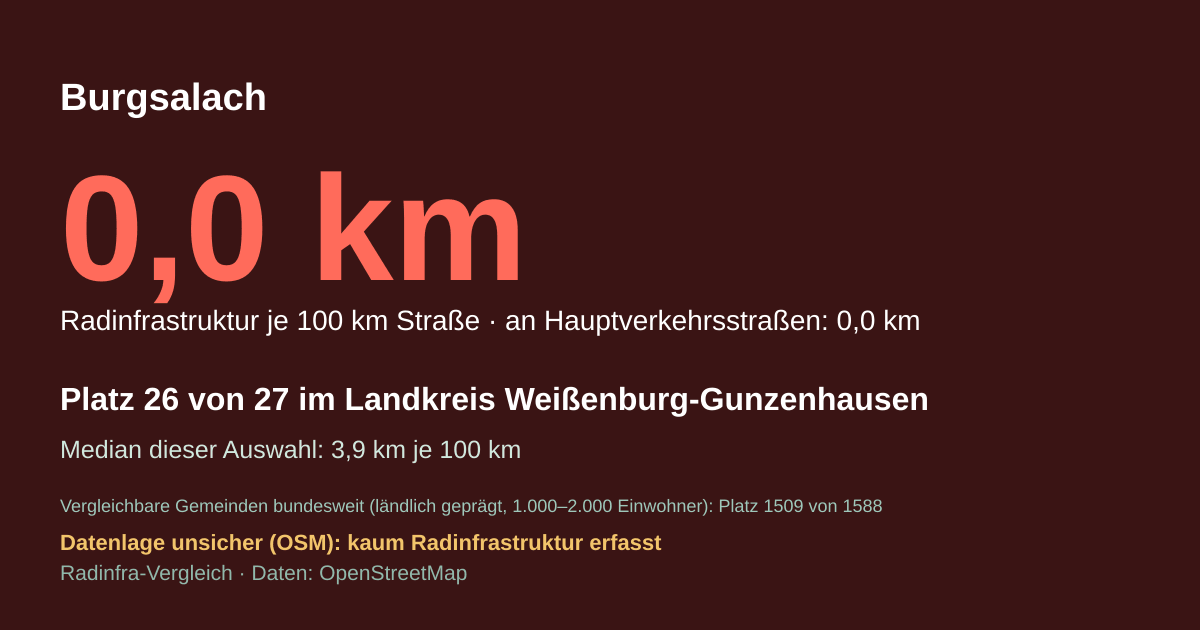 Burgsalach
0,0 km
Radinfrastruktur je 100 km Straße · an Hauptverkehrsstraßen: 0,0 km
Platz 26 von 27 im Landkreis Weißenburg-Gunzenhausen
Median dieser Auswahl: 3,9 km je 100 km
Vergleichbare Gemeinden bundesweit (ländlich geprägt, 1.000–2.000 Einwohner): Platz 1509 von 1588
Datenlage unsicher (OSM): kaum Radinfrastruktur erfasst
Radinfra-Vergleich · Daten: OpenStreetMap